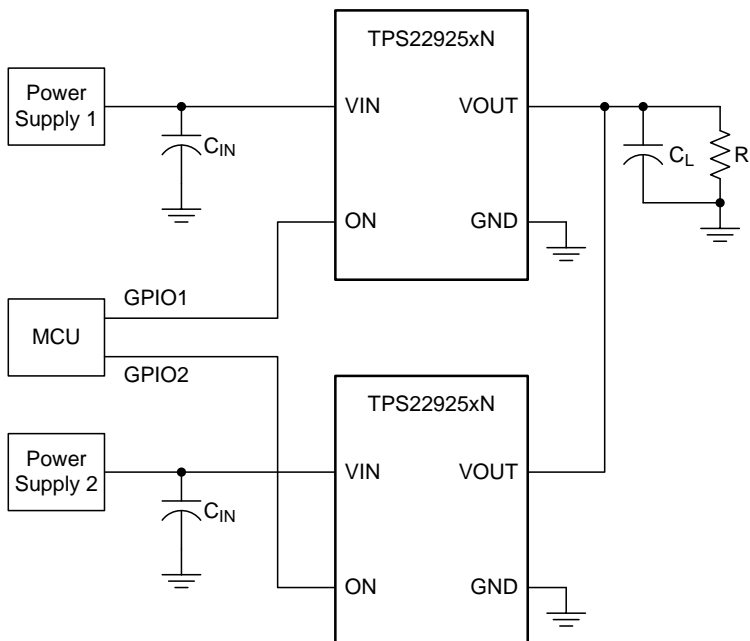 TPS22925xN
Power
Supply 1
VIN
VOUT
CIN
CL
R
ON
GND
GPIO1
MCU
GPIO2
TPS22925xN
Power
Supply 2
VIN
VOUT
CIN
ON
GND